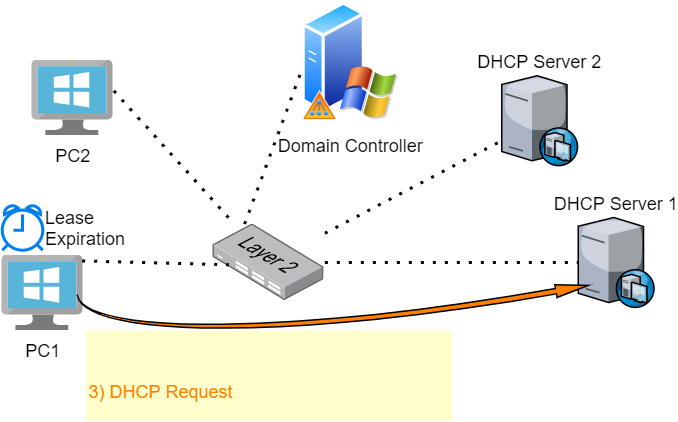 DHCP Server 2
PC2
Domain Controller
DHCP Server 1
Lease
Expiration
Layer 2
PC1
3) DHCP Request